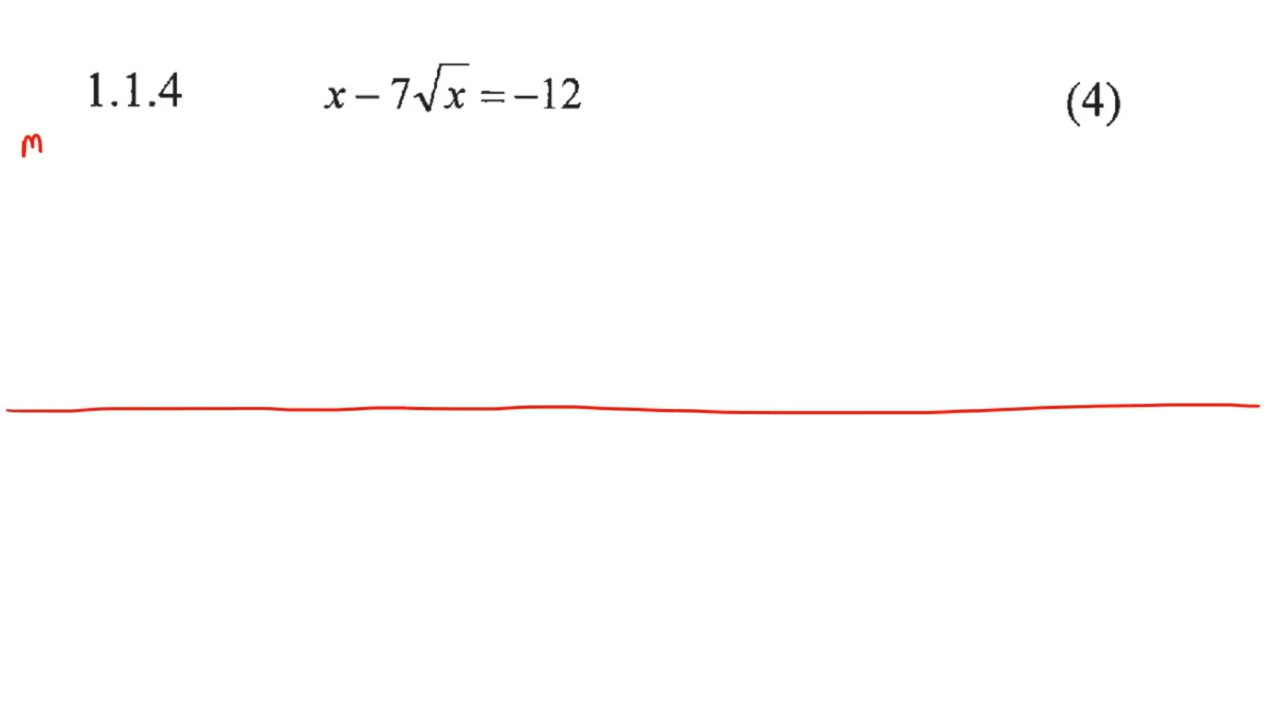 1.1.4 x − 7√x = −12 (4)
m